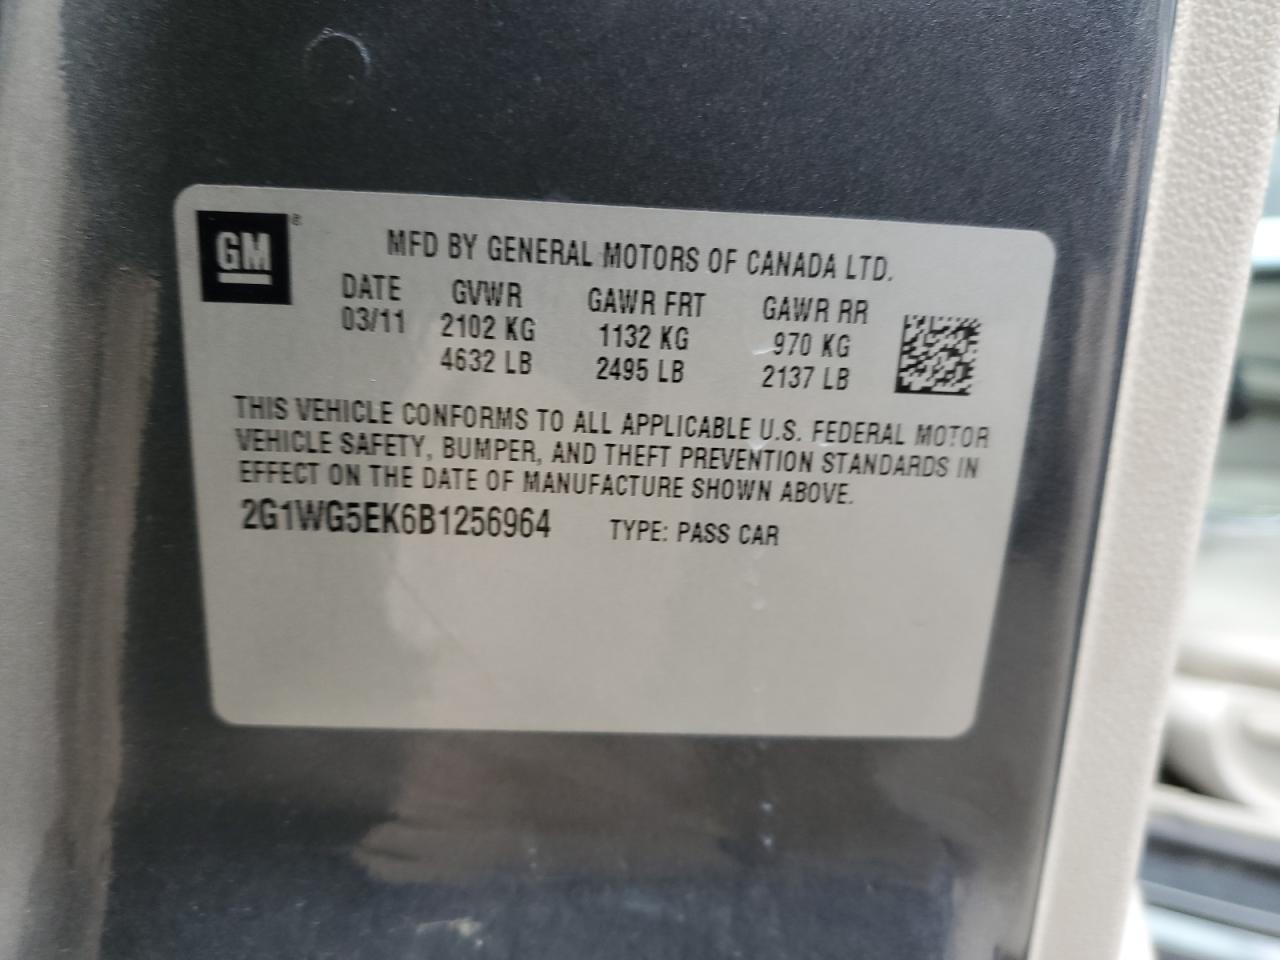 GM®
MFD BY GENERAL MOTORS OF CANADA LTD.
DATE GVWR GAWR FRT GAWR RR
03/11 2102 KG 1132 KG 970 KG
4632 LB 2495 LB 2137 LB
THIS VEHICLE CONFORMS TO ALL APPLICABLE U.S. FEDERAL MOTOR
VEHICLE SAFETY, BUMPER, AND THEFT PREVENTION STANDARDS IN
EFFECT ON THE DATE OF MANUFACTURE SHOWN ABOVE.
2G1WG5EK6B1256964 TYPE: PASS CAR